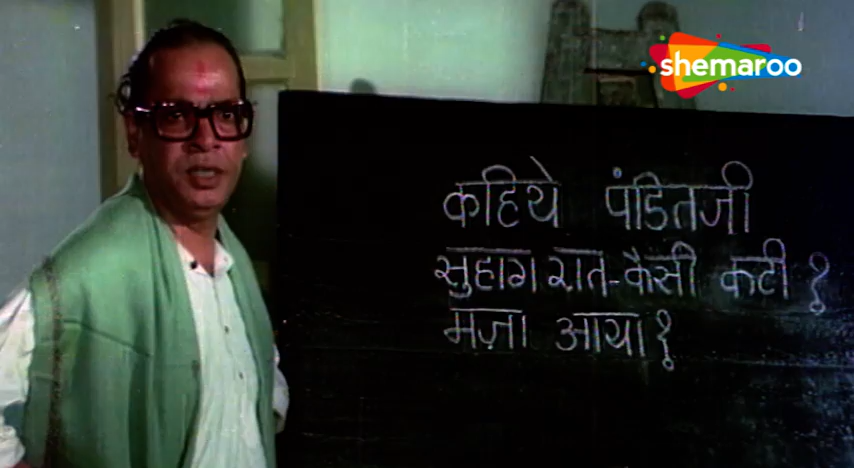 shemaroo
कहिये पंडितजी
सुहाग रात-कैसी कटी?
मज़ा आया?